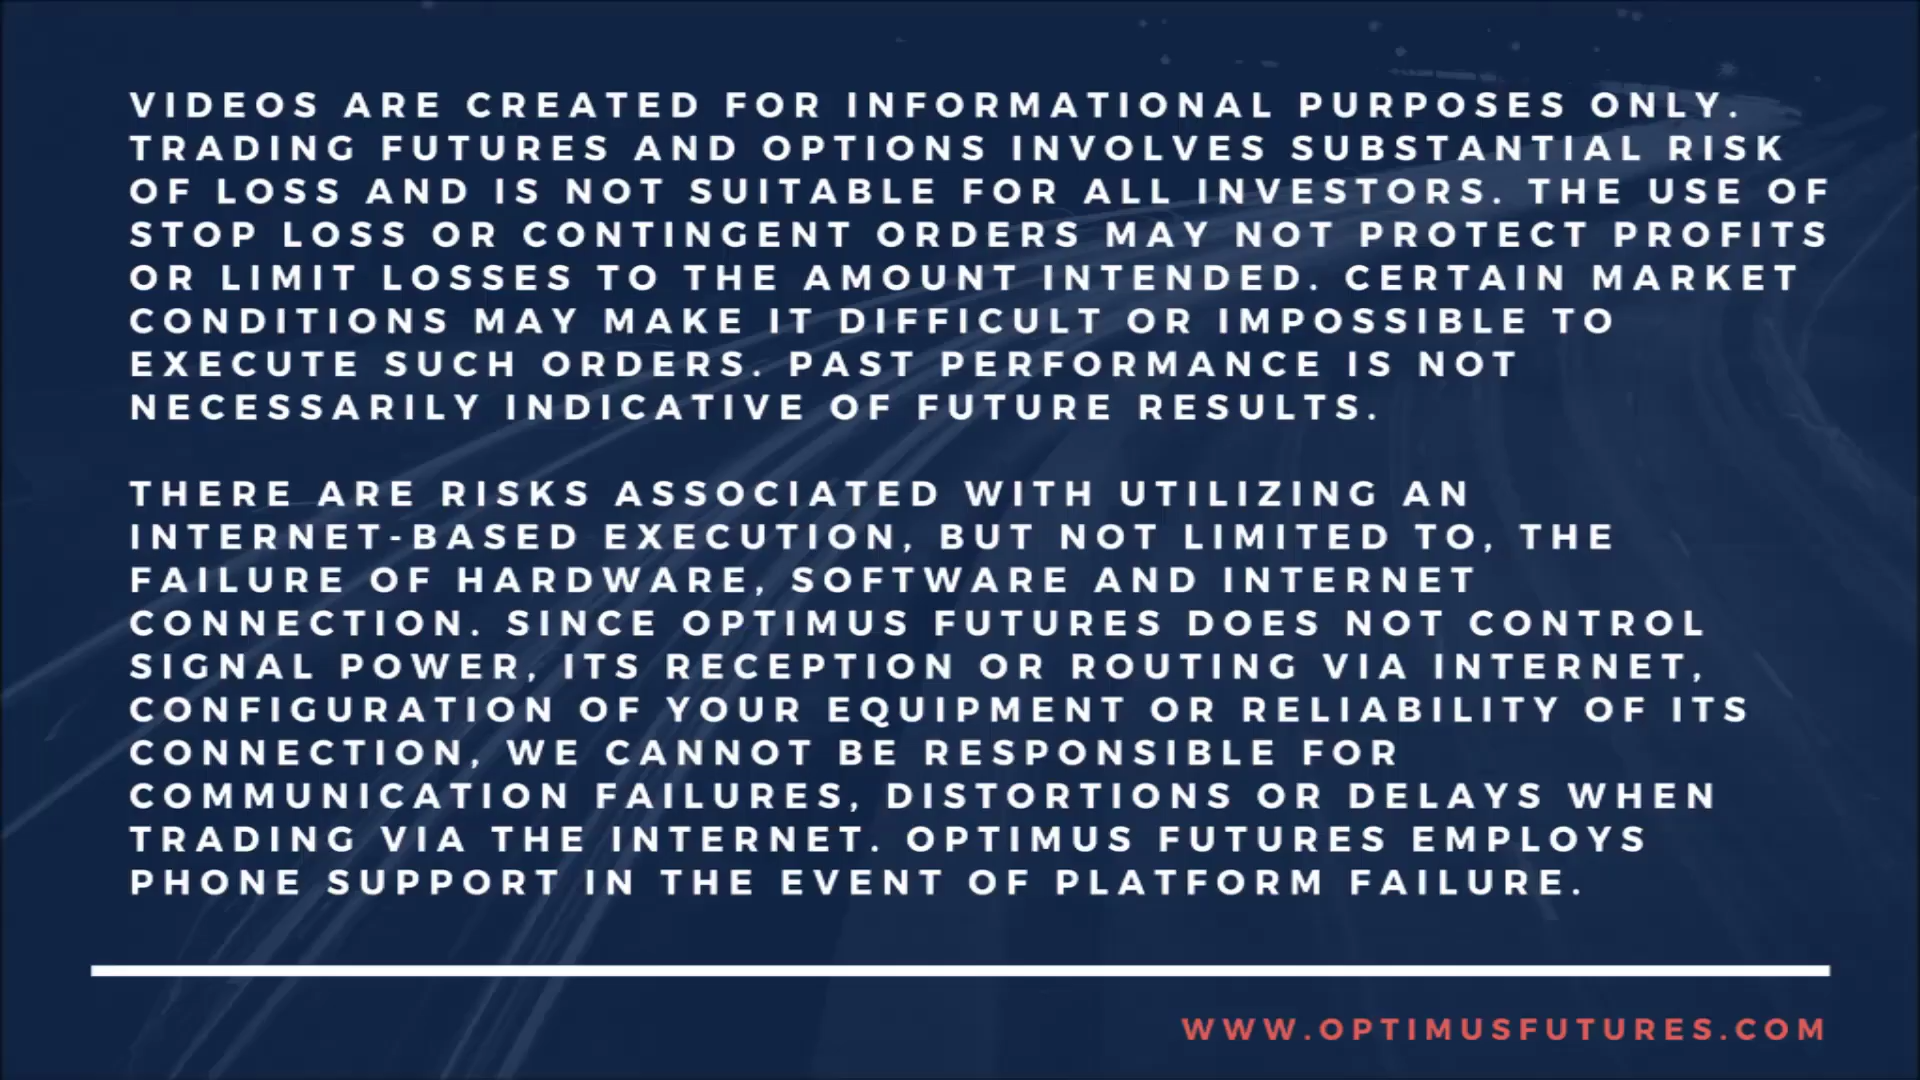 VIDEOS ARE CREATED FOR INFORMATIONAL PURPOSES ONLY.
TRADING FUTURES AND OPTIONS INVOLVES SUBSTANTIAL RISK
OF LOSS AND IS NOT SUITABLE FOR ALL INVESTORS. THE USE OF
STOP LOSS OR CONTINGENT ORDERS MAY NOT PROTECT PROFITS
OR LIMIT LOSSES TO THE AMOUNT INTENDED. CERTAIN MARKET
CONDITIONS MAY MAKE IT DIFFICULT OR IMPOSSIBLE TO
EXECUTE SUCH ORDERS. PAST PERFORMANCE IS NOT
NECESSARILY INDICATIVE OF FUTURE RESULTS.
THERE ARE RISKS ASSOCIATED WITH UTILIZING AN
INTERNET-BASED EXECUTION, BUT NOT LIMITED TO, THE
FAILURE OF HARDWARE, SOFTWARE AND INTERNET
CONNECTION. SINCE OPTIMUS FUTURES DOES NOT CONTROL
SIGNAL POWER, ITS RECEPTION OR ROUTING VIA INTERNET,
CONFIGURATION OF YOUR EQUIPMENT OR RELIABILITY OF ITS
CONNECTION, WE CANNOT BE RESPONSIBLE FOR
COMMUNICATION FAILURES, DISTORTIONS OR DELAYS WHEN
TRADING VIA THE INTERNET. OPTIMUS FUTURES EMPLOYS
PHONE SUPPORT IN THE EVENT OF PLATFORM FAILURE.
WWW.OPTIMUSFUTURES.COM